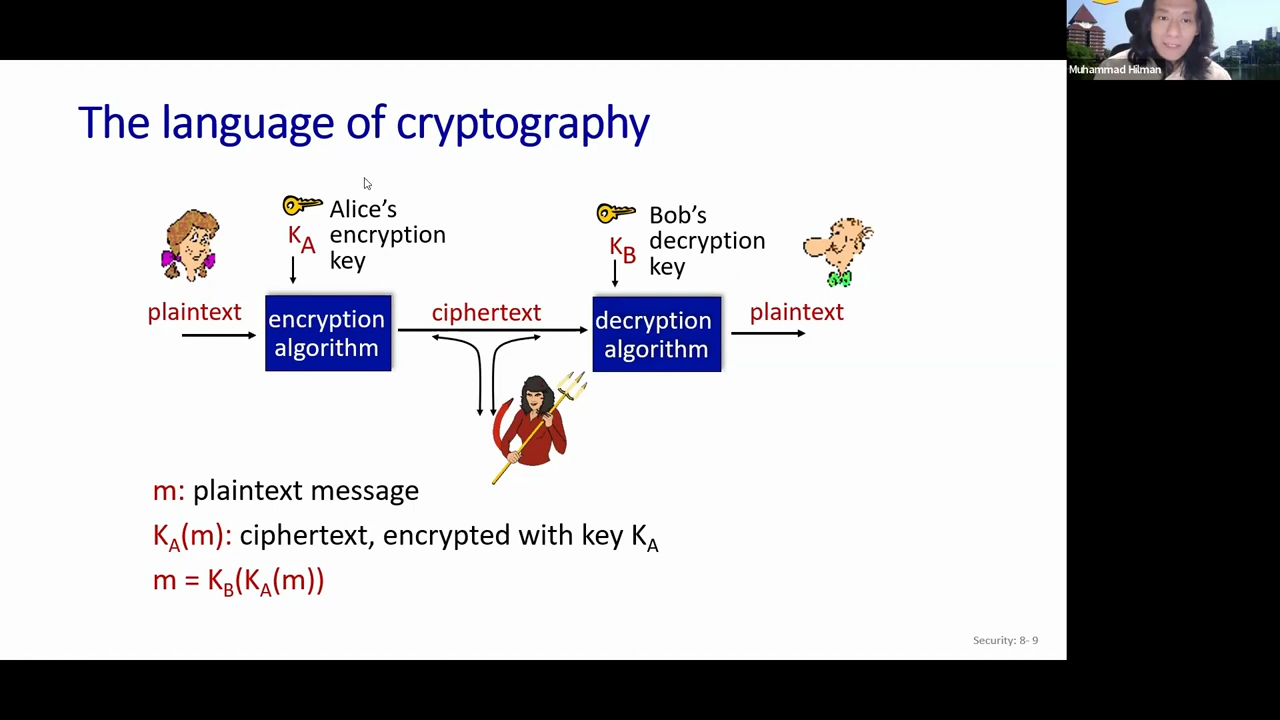 Muhammad Hilman
The language of cryptography
Alice's
encryption
key
K_A
Bob's
decryption
key
K_B
plaintext
encryption
algorithm
ciphertext
decryption
algorithm
plaintext
m: plaintext message
K_A(m): ciphertext, encrypted with key K_A
m = K_B(K_A(m))
Security: 8- 9